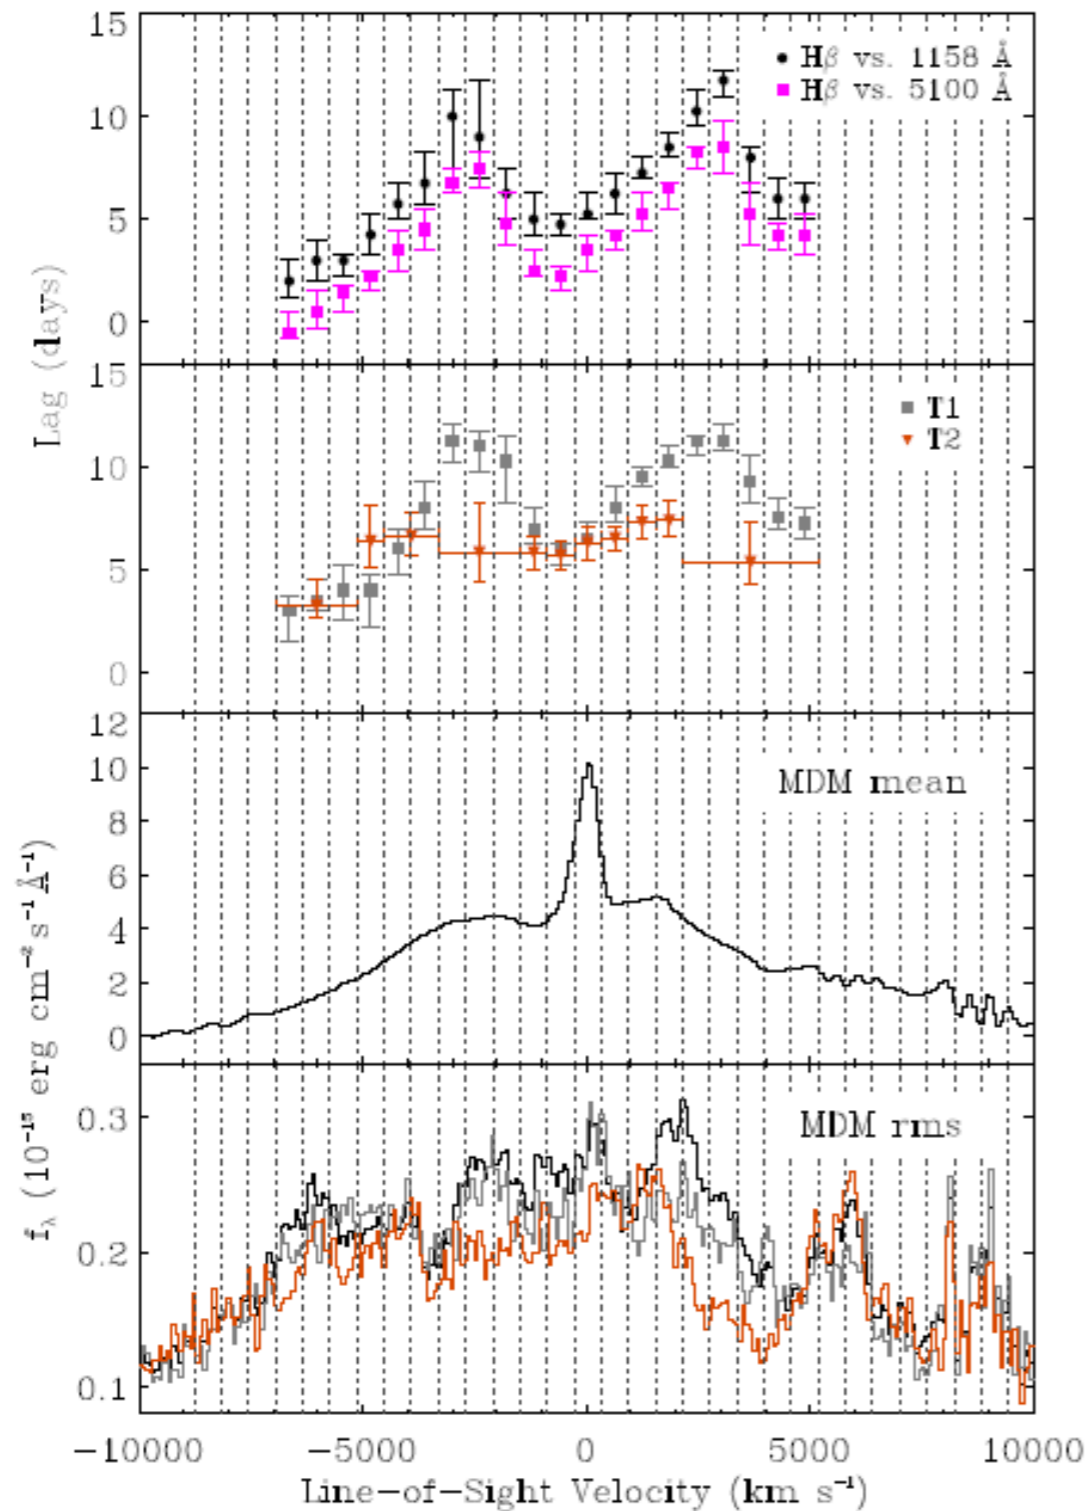 15
10
5
0
Hβ vs. 1158 Å
Hβ vs. 5100 Å
Lag (days)
15
10
5
0
T1
T2
12
10
8
6
4
2
0
MDM mean
f_λ (10⁻¹⁵ erg cm⁻² s⁻¹ Å⁻¹)
0.3
0.2
0.1
MDM rms
−10000 −5000 0 5000 10000
Line−of−Sight Velocity (km s⁻¹)